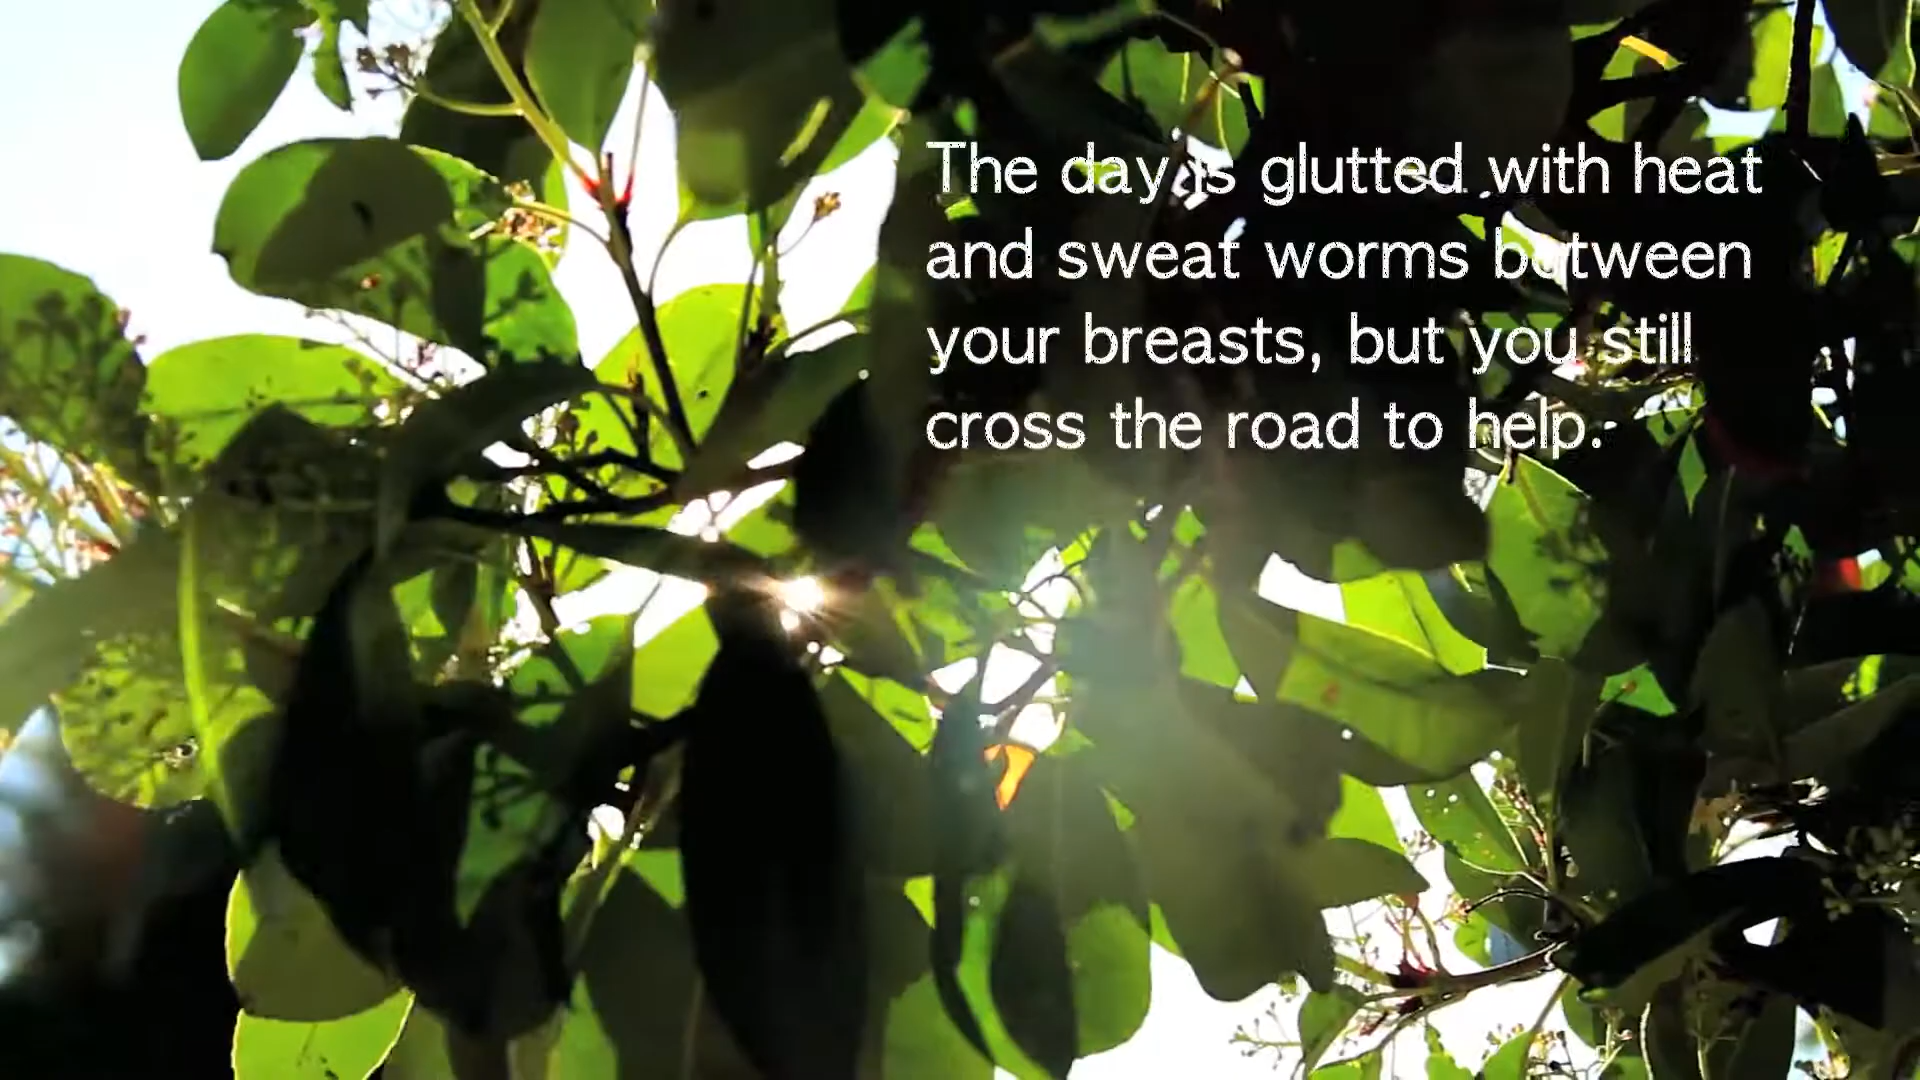 The day is glutted with heat
and sweat worms between
your breasts, but you still
cross the road to help.